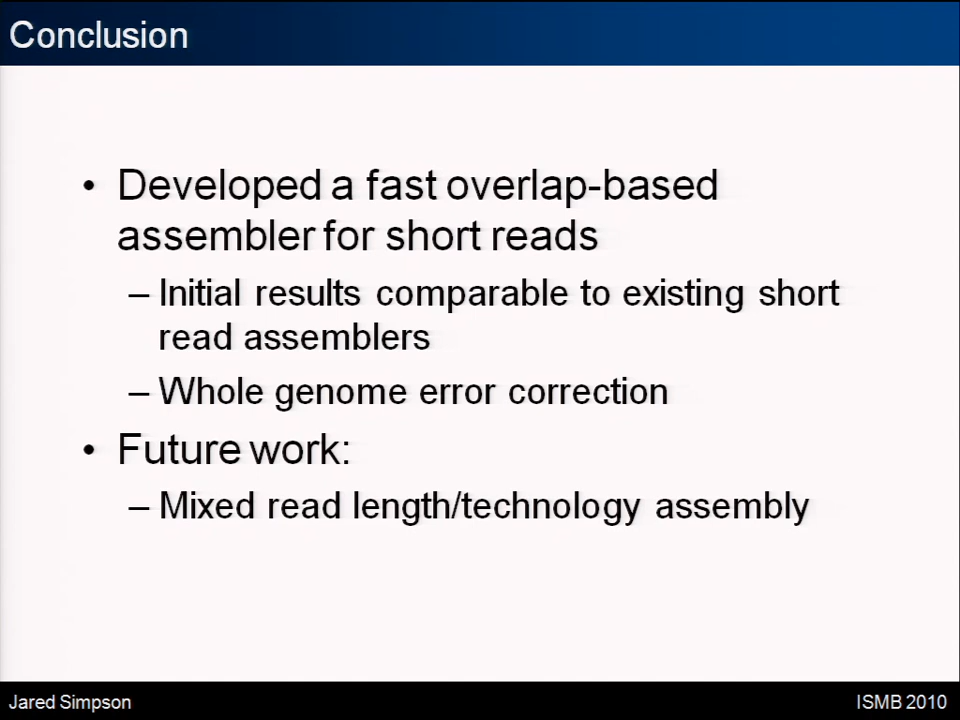 Conclusion
• Developed a fast overlap-based
assembler for short reads
– Initial results comparable to existing short
read assemblers
– Whole genome error correction
• Future work:
– Mixed read length/technology assembly
Jared Simpson
ISMB 2010